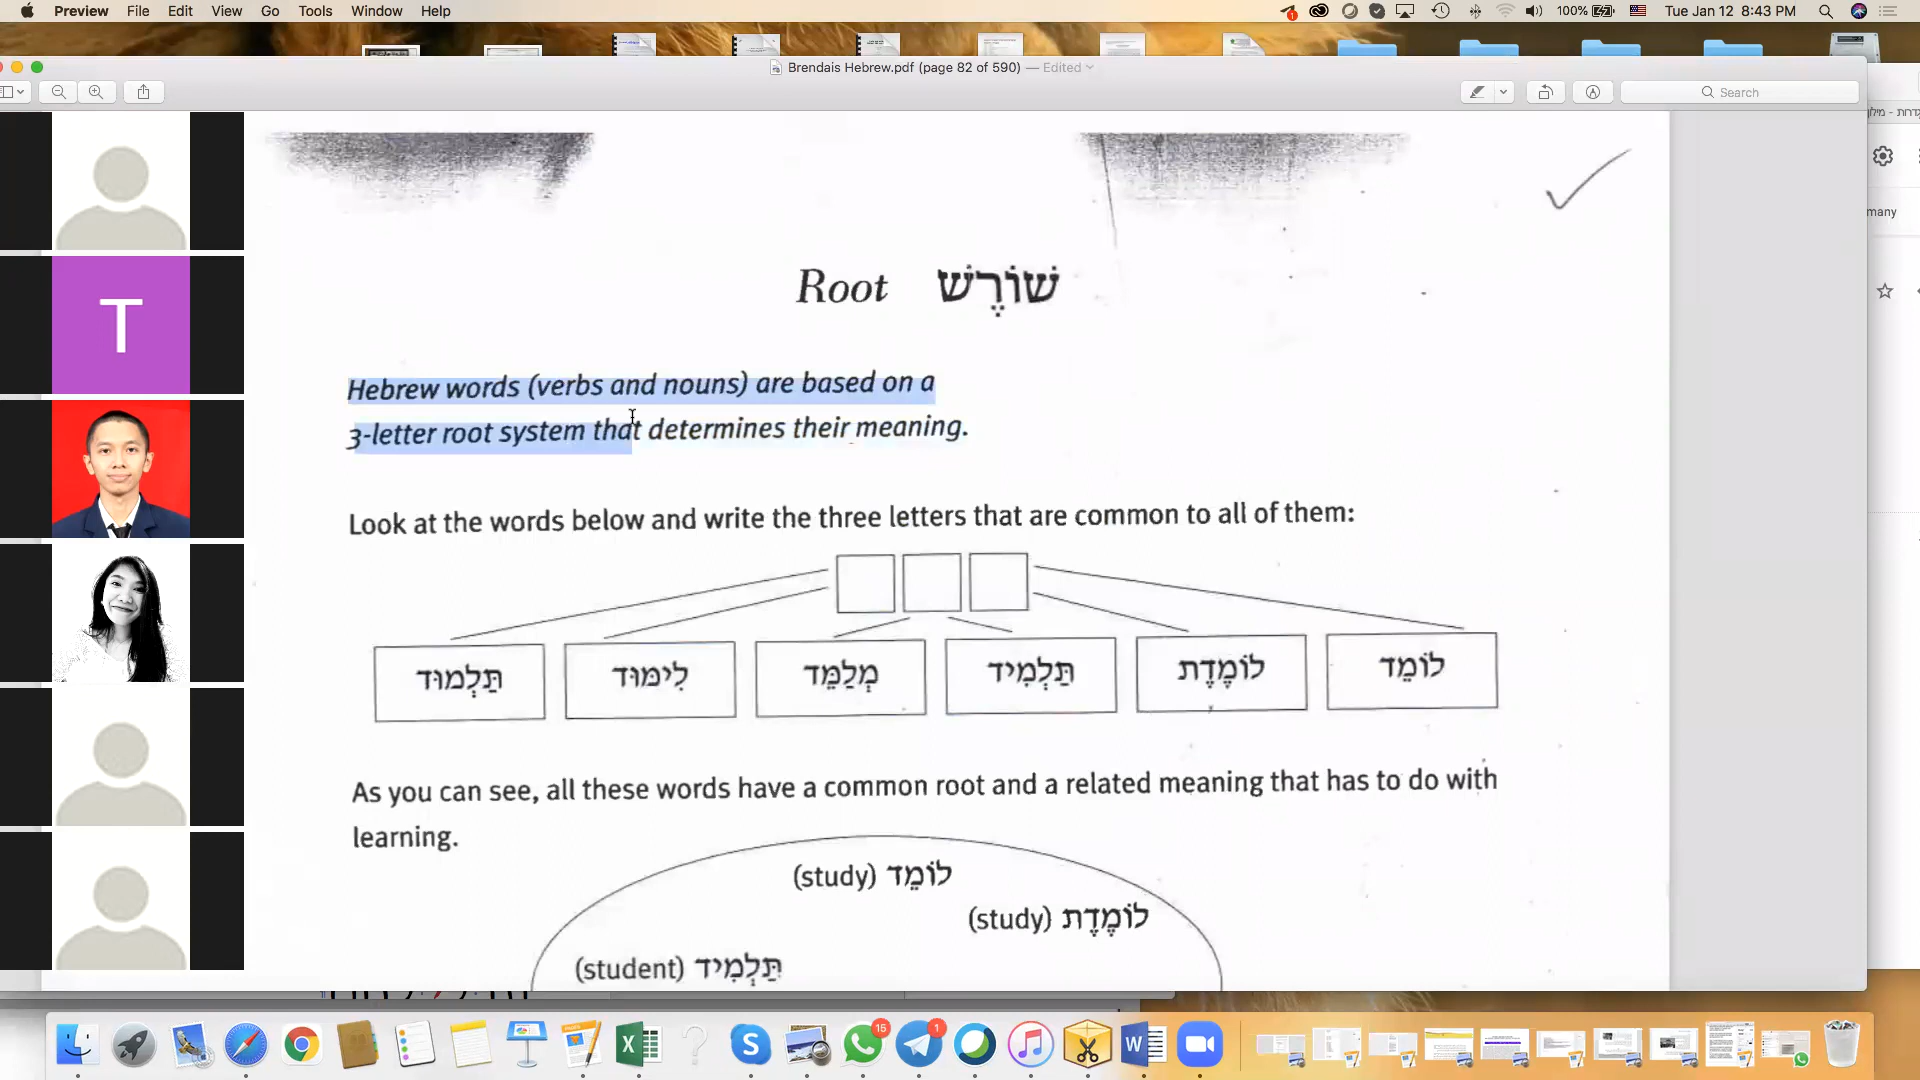 Preview File Edit View Go Tools Window Help
100% Tue Jan 12 8:43 PM
Brendais Hebrew.pdf (page 82 of 590) — Edited
Search
many
T
Root שׁוֹרֶשׁ
Hebrew words (verbs and nouns) are based on a
3-letter root system that determines their meaning.
Look at the words below and write the three letters that are common to all of them:
תַּלְמוּד לִימּוּד מְלַמֵּד תַּלְמִיד לוֹמֶדֶת לוֹמֵד
As you can see, all these words have a common root and a related meaning that has to do with
learning.
(study) לוֹמֵד
(study) לוֹמֶדֶת
(student) תַּלְמִיד
15
1